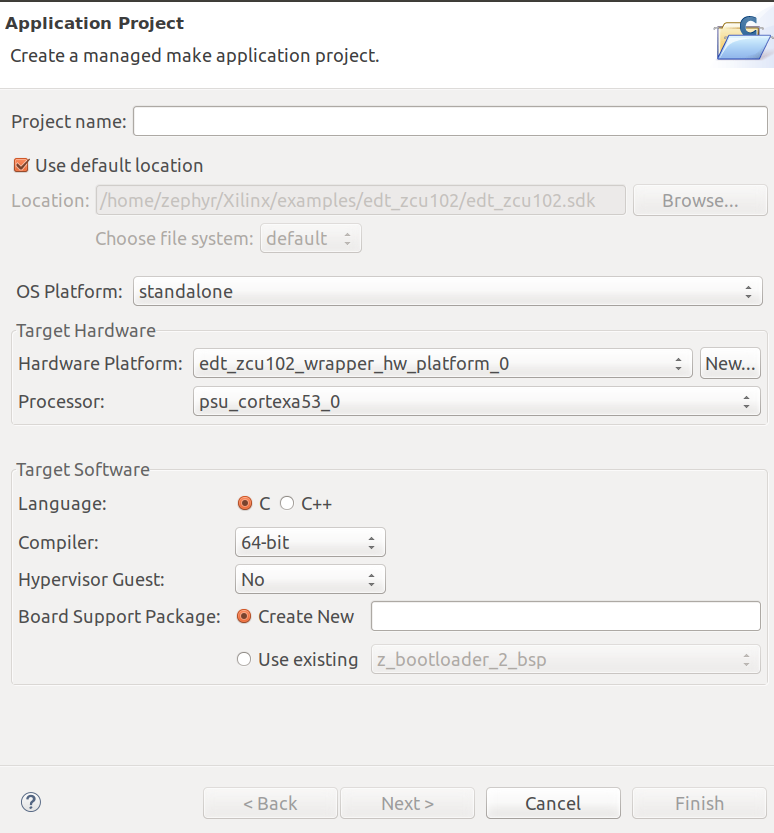 Application Project
Create a managed make application project.
Project name:
Use default location
Location: /home/zephyr/Xilinx/examples/edt_zcu102/edt_zcu102.sdk Browse...
Choose file system: default
OS Platform: standalone
Target Hardware
Hardware Platform: edt_zcu102_wrapper_hw_platform_0 New...
Processor: psu_cortexa53_0
Target Software
Language: C C++
Compiler: 64-bit
Hypervisor Guest: No
Board Support Package: Create New
Use existing z_bootloader_2_bsp
? < Back Next > Cancel Finish